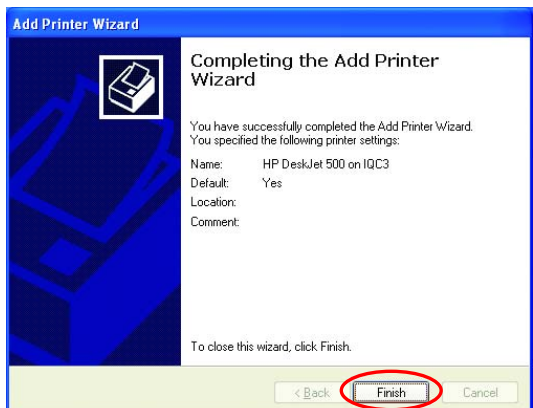 Add Printer Wizard
Completing the Add Printer
Wizard
You have successfully completed the Add Printer Wizard.
You specified the following printer settings:
Name: HP DeskJet 500 on IQC3
Default: Yes
Location:
Comment:
To close this wizard, click Finish.
< Back Finish Cancel